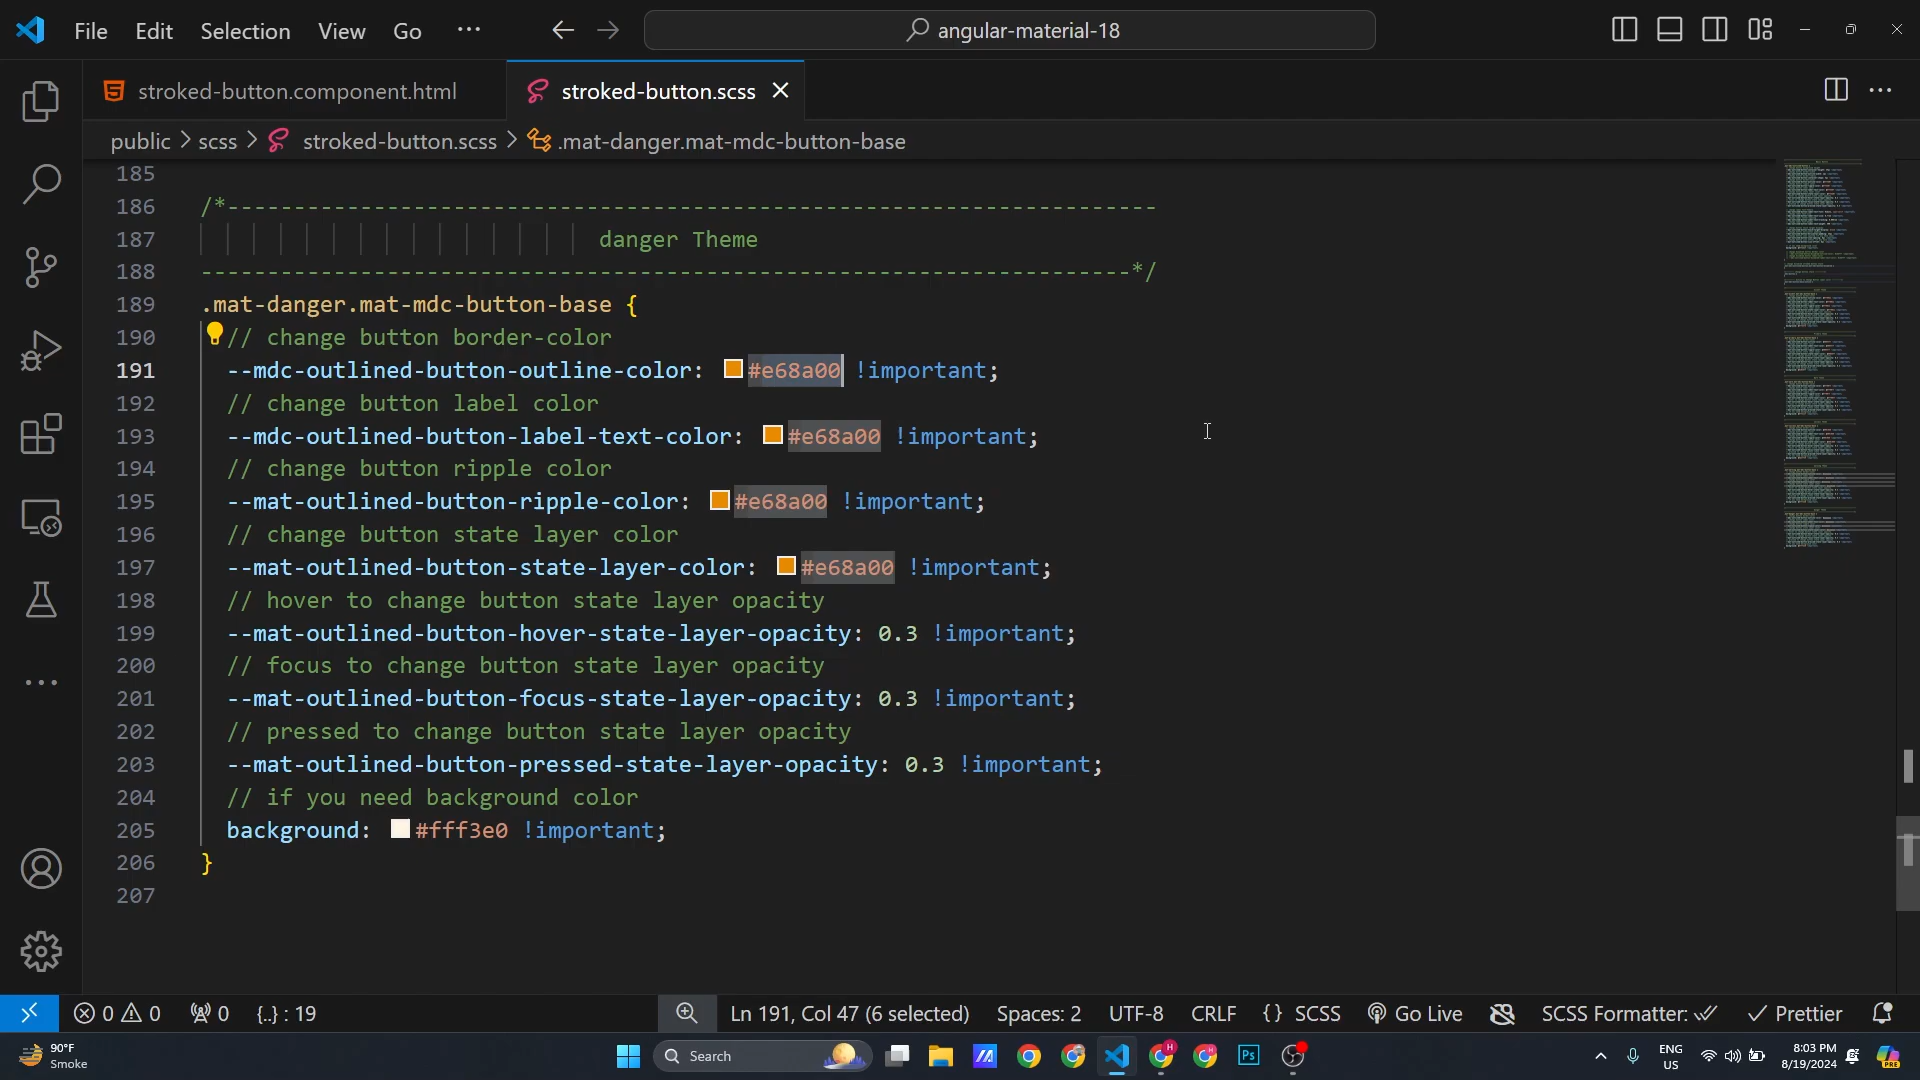 File Edit Selection View Go ··· angular-material-18
stroked-button.component.html stroked-button.scss
public > scss > stroked-button.scss > .mat-danger.mat-mdc-button-base
185
186 /*----------------------------------------------------------------------
187 danger Theme
188 ----------------------------------------------------------------------*/
189 .mat-danger.mat-mdc-button-base {
190 // change button border-color
191 --mdc-outlined-button-outline-color: #e68a00 !important;
192 // change button label color
193 --mdc-outlined-button-label-text-color: #e68a00 !important;
194 // change button ripple color
195 --mat-outlined-button-ripple-color: #e68a00 !important;
196 // change button state layer color
197 --mat-outlined-button-state-layer-color: #e68a00 !important;
198 // hover to change button state layer opacity
199 --mat-outlined-button-hover-state-layer-opacity: 0.3 !important;
200 // focus to change button state layer opacity
201 --mat-outlined-button-focus-state-layer-opacity: 0.3 !important;
202 // pressed to change button state layer opacity
203 --mat-outlined-button-pressed-state-layer-opacity: 0.3 !important;
204 // if you need background color
205 background: #fff3e0 !important;
206 }
207
0 0 0 {..} : 19 Ln 191, Col 47 (6 selected) Spaces: 2 UTF-8 CRLF {} SCSS Go Live SCSS Formatter: Prettier
90°F Search Ps ENG 8:03 PM
Smoke US 8/19/2024